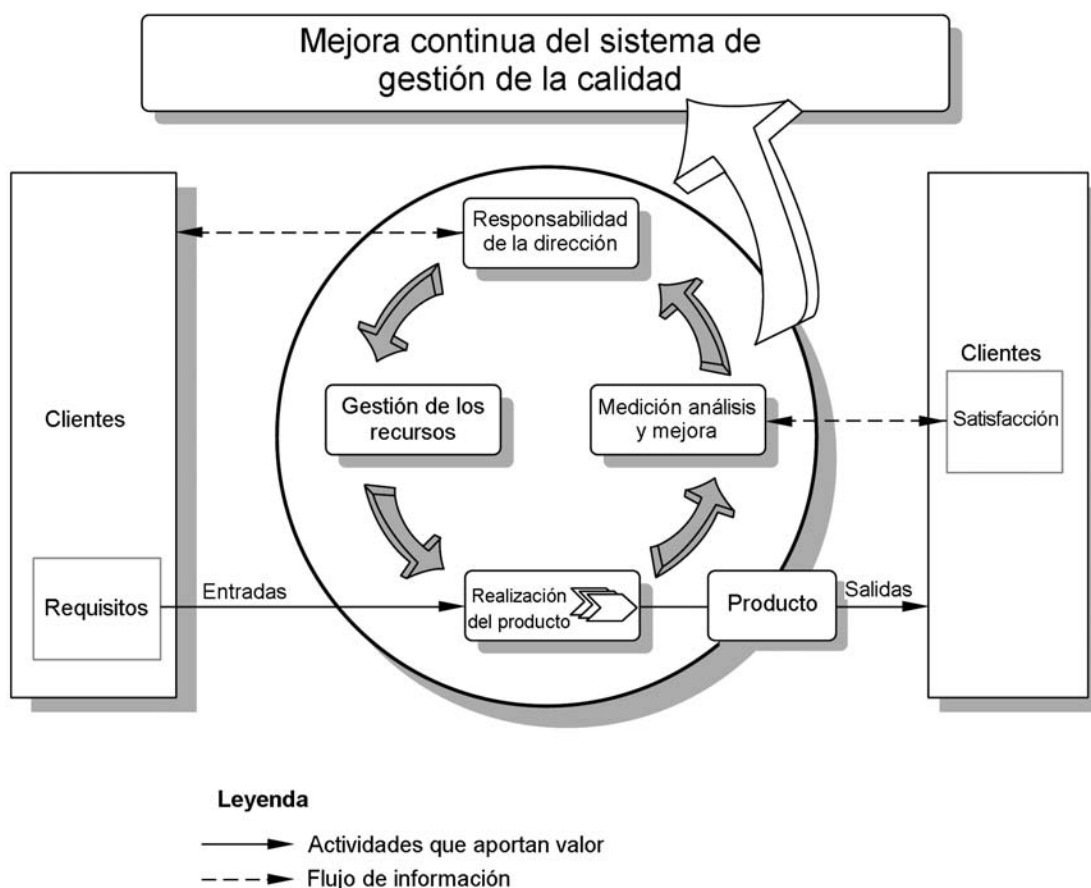 Mejora continua del sistema de
gestión de la calidad
Responsabilidad
de la dirección
Clientes
Gestión de los
recursos
Medición análisis
y mejora
Clientes
Satisfacción
Requisitos
Entradas
Realización
del producto
Producto
Salidas
Leyenda
Actividades que aportan valor
Flujo de información